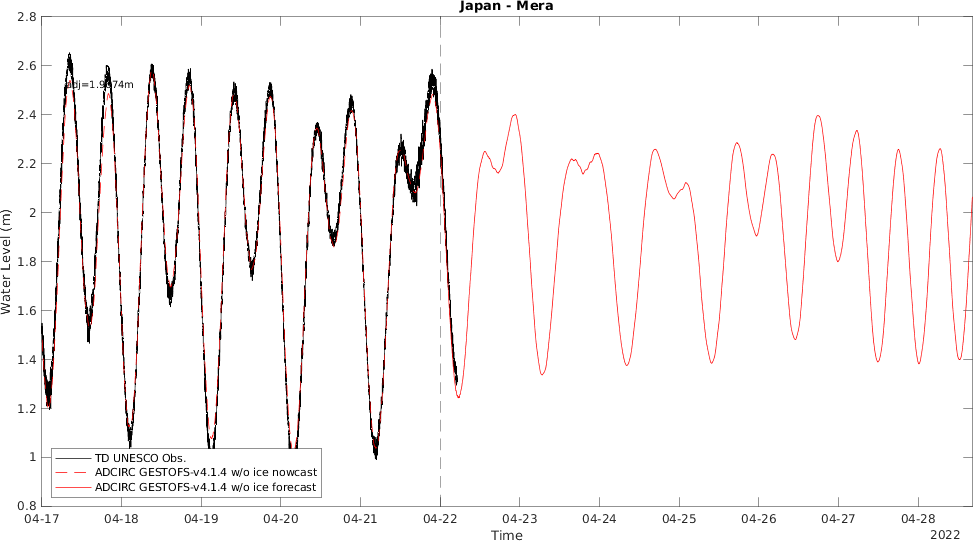 Japan - Mera
2.8
2.6
2.4
2.2
2
1.8
1.6
1.4
1.2
1
0.8
Water Level (m)
TD UNESCO Obs.
ADCIRC GESTOFS-v4.1.4 w/o ice nowcast
ADCIRC GESTOFS-v4.1.4 w/o ice forecast
04-17 04-18 04-19 04-20 04-21 04-22 04-23 04-24 04-25 04-26 04-27 04-28
Time
2022